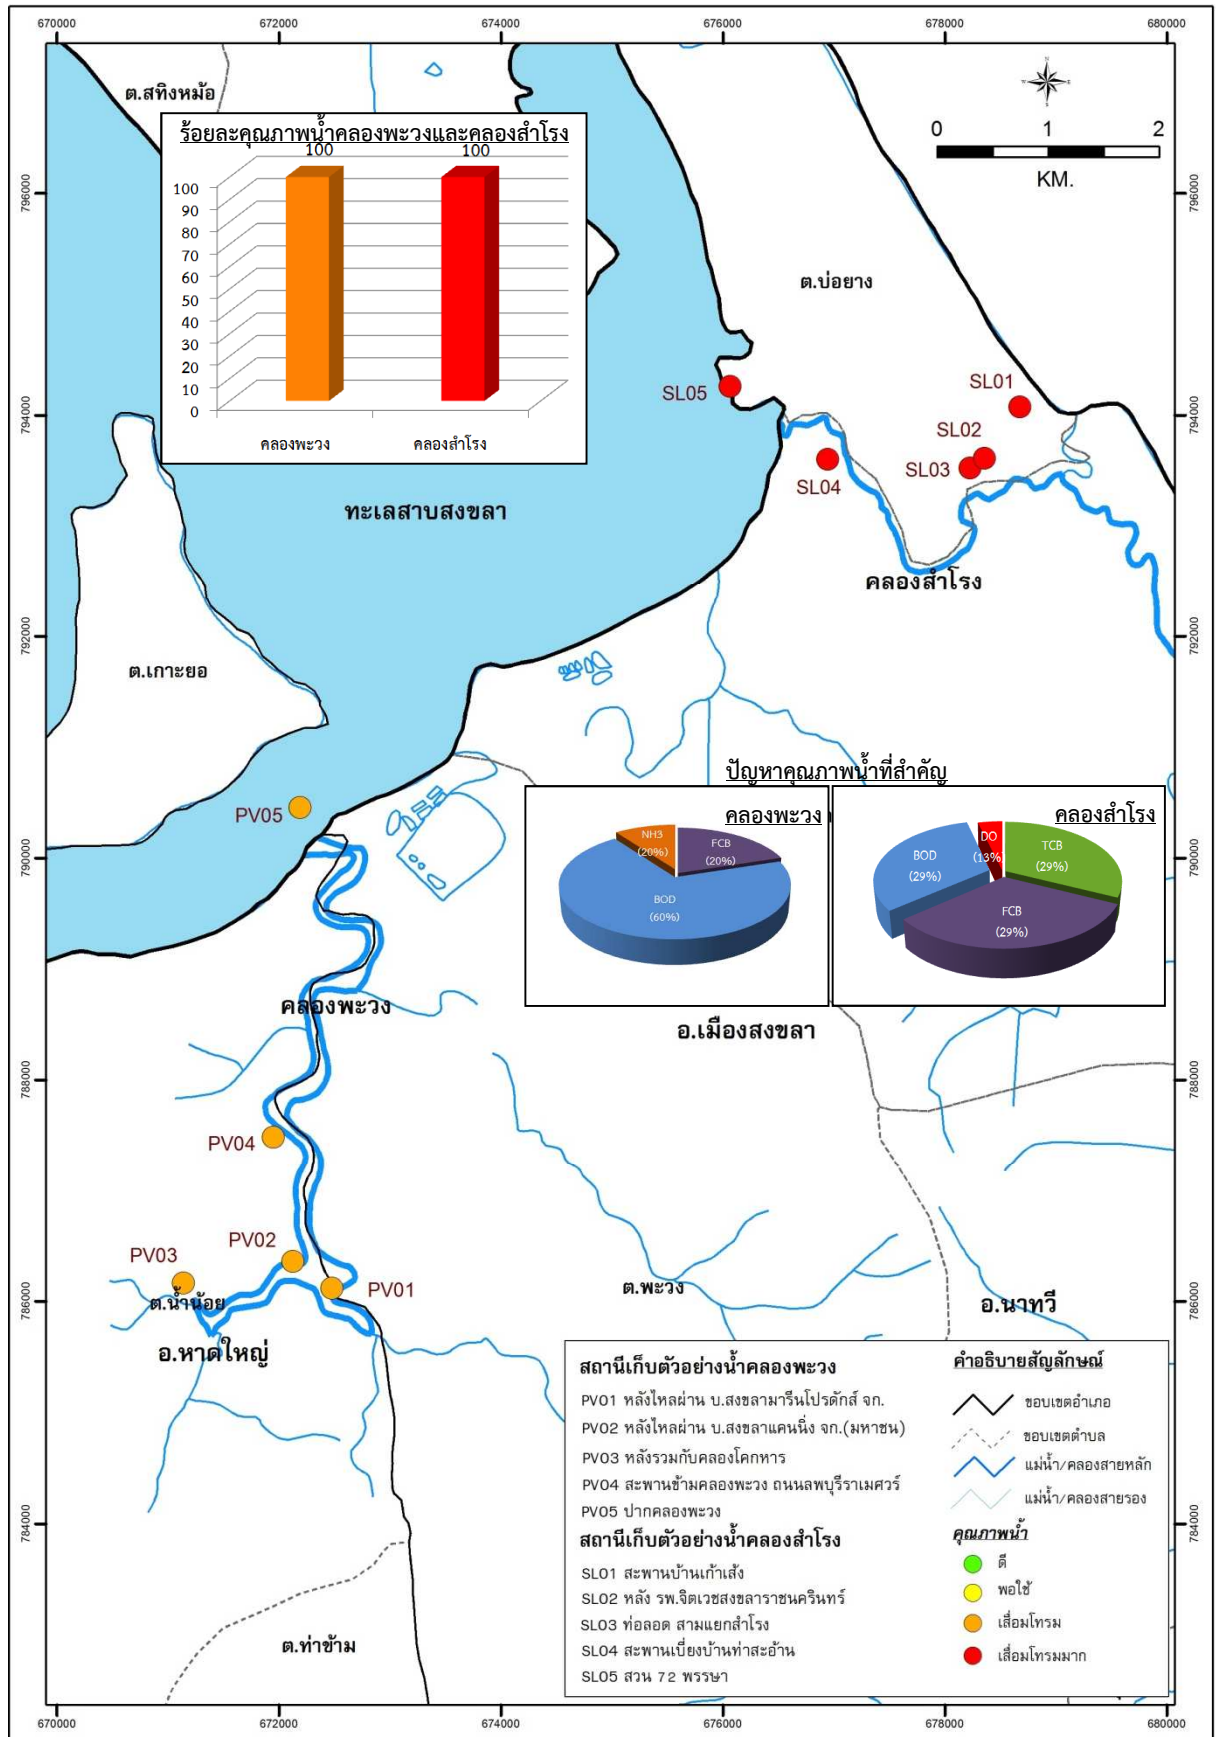 670000 672000 674000 676000 678000 680000
ต.สทิงหม้อ
ร้อยละคุณภาพน้ำคลองพะวงและคลองสำโรง
100 100
100
90
80
70
60
50
40
30
20
10
0
คลองพะวง คลองสำโรง
0 1 2
KM.
796000 796000
ต.บ่อยาง
SL05
SL01
SL02
SL03
SL04
794000 794000
ทะเลสาบสงขลา
คลองสำโรง
792000 792000
ต.เกาะยอ
ปัญหาคุณภาพน้ำที่สำคัญ
คลองพะวง
NH3
(20%)
FCB
(20%)
BOD
(60%)
คลองสำโรง
DO
(13%)
TCB
(29%)
BOD
(29%)
FCB
(29%)
PV05
790000 790000
คลองพะวง
อ.เมืองสงขลา
788000 788000
PV04
PV02
PV03
PV01
ต.น้ำน้อย
ต.พะวง
อ.นาทวี
786000 786000
อ.หาดใหญ่
สถานีเก็บตัวอย่างน้ำคลองพะวง
PV01 หลังไหลผ่าน บ.สงขลามารีนโปรดักส์ จก.
PV02 หลังไหลผ่าน บ.สงขลาแคนนิ่ง จก.(มหาชน)
PV03 หลังรวมกับคลองโคกหาร
PV04 สะพานข้ามคลองพะวง ถนนลพบุรีราเมศวร์
PV05 ปากคลองพะวง
สถานีเก็บตัวอย่างน้ำคลองสำโรง
SL01 สะพานบ้านเก้าเส้ง
SL02 หลัง รพ.จิตเวชสงขลาราชนครินทร์
SL03 ท่อลอด สามแยกสำโรง
SL04 สะพานเบี่ยงบ้านท่าสะอ้าน
SL05 สวน 72 พรรษา
คำอธิบายสัญลักษณ์
ขอบเขตอำเภอ
ขอบเขตตำบล
แม่น้ำ/คลองสายหลัก
แม่น้ำ/คลองสายรอง
คุณภาพน้ำ
ดี
พอใช้
เสื่อมโทรม
เสื่อมโทรมมาก
784000 784000
ต.ท่าข้าม
670000 672000 674000 676000 678000 680000